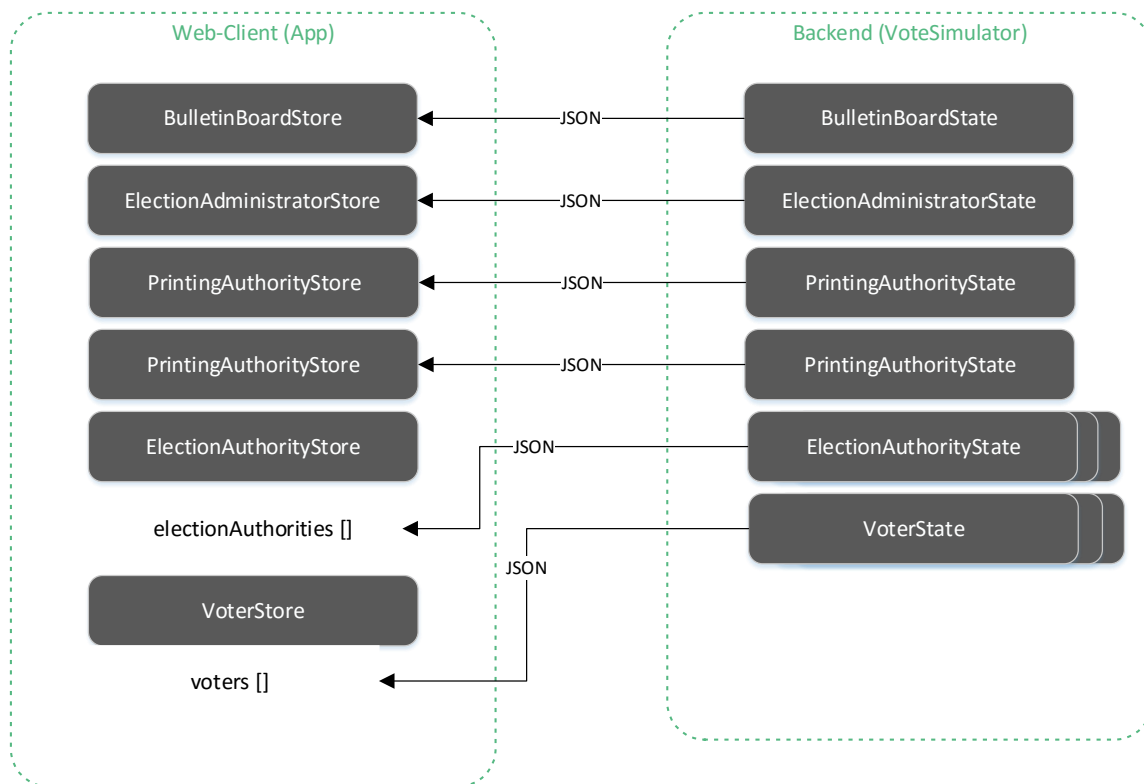 Web-Client (App)
Backend (VoteSimulator)
BulletinBoardStore
JSON
BulletinBoardState
ElectionAdministratorStore
JSON
ElectionAdministratorState
PrintingAuthorityStore
JSON
PrintingAuthorityState
PrintingAuthorityStore
JSON
PrintingAuthorityState
ElectionAuthorityStore
JSON
ElectionAuthorityState
electionAuthorities []
VoterState
JSON
VoterStore
voters []